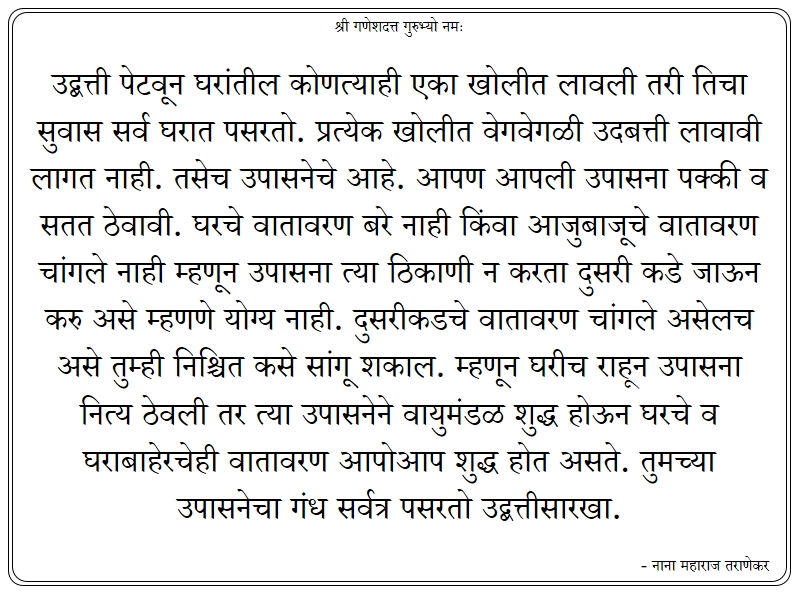 श्री गणेशदत्त गुरुभ्यो नमः
उद्बत्ती पेटवून घरांतील कोणत्याही एका खोलीत लावली तरी तिचा
सुवास सर्व घरात पसरतो. प्रत्येक खोलीत वेगवेगळी उदबत्ती लावावी
लागत नाही. तसेच उपासनेचे आहे. आपण आपली उपासना पक्की व
सतत ठेवावी. घरचे वातावरण बरे नाही किंवा आजुबाजूचे वातावरण
चांगले नाही म्हणून उपासना त्या ठिकाणी न करता दुसरी कडे जाऊन
करु असे म्हणणे योग्य नाही. दुसरीकडचे वातावरण चांगले असेलच
असे तुम्ही निश्चित कसे सांगू शकाल. म्हणून घरीच राहून उपासना
नित्य ठेवली तर त्या उपासनेने वायुमंडळ शुद्ध होऊन घरचे व
घराबाहेरचेही वातावरण आपोआप शुद्ध होत असते. तुमच्या
उपासनेचा गंध सर्वत्र पसरतो उद्बत्तीसारखा.
- नाना महाराज तराणेकर